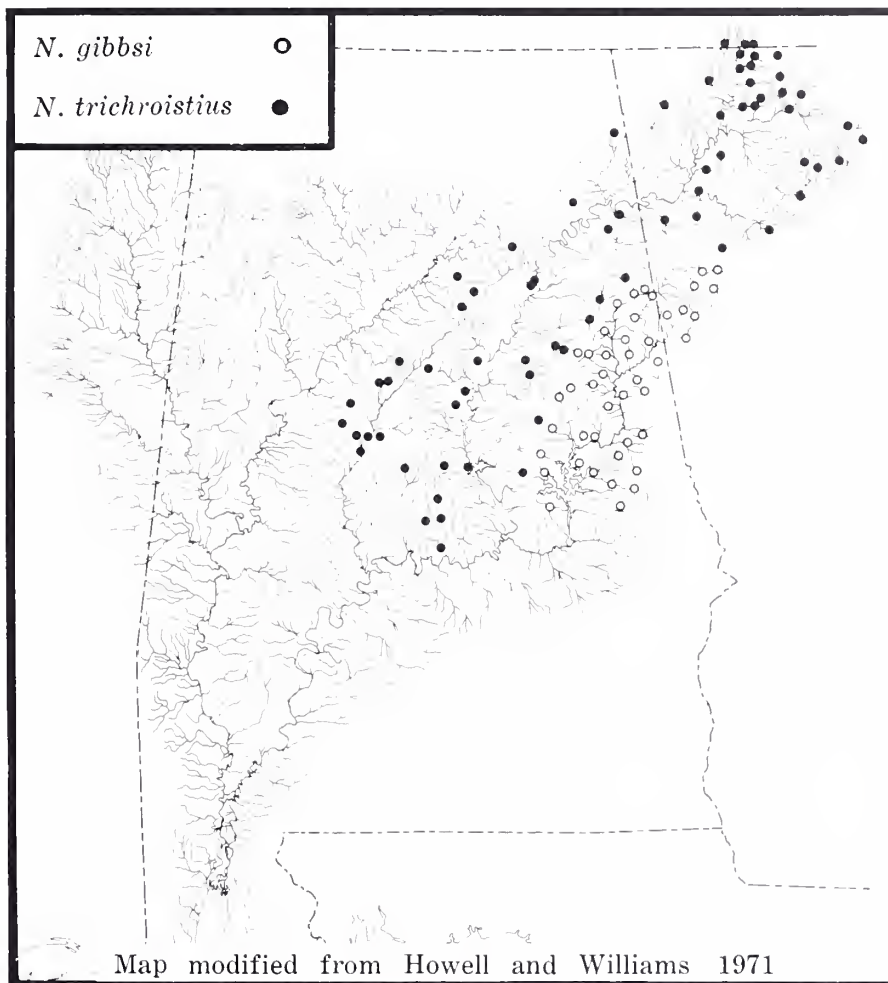 N. gibbsi
N. trichroistius
Map modified from Howell and Williams 1971